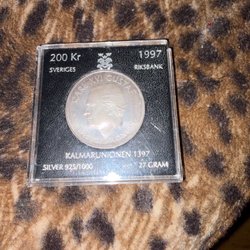 200 Kr 1997
SVERIGES RIKSBANK
KALMARUNIONEN 1397
SILVER 925/1000 27 GRAM